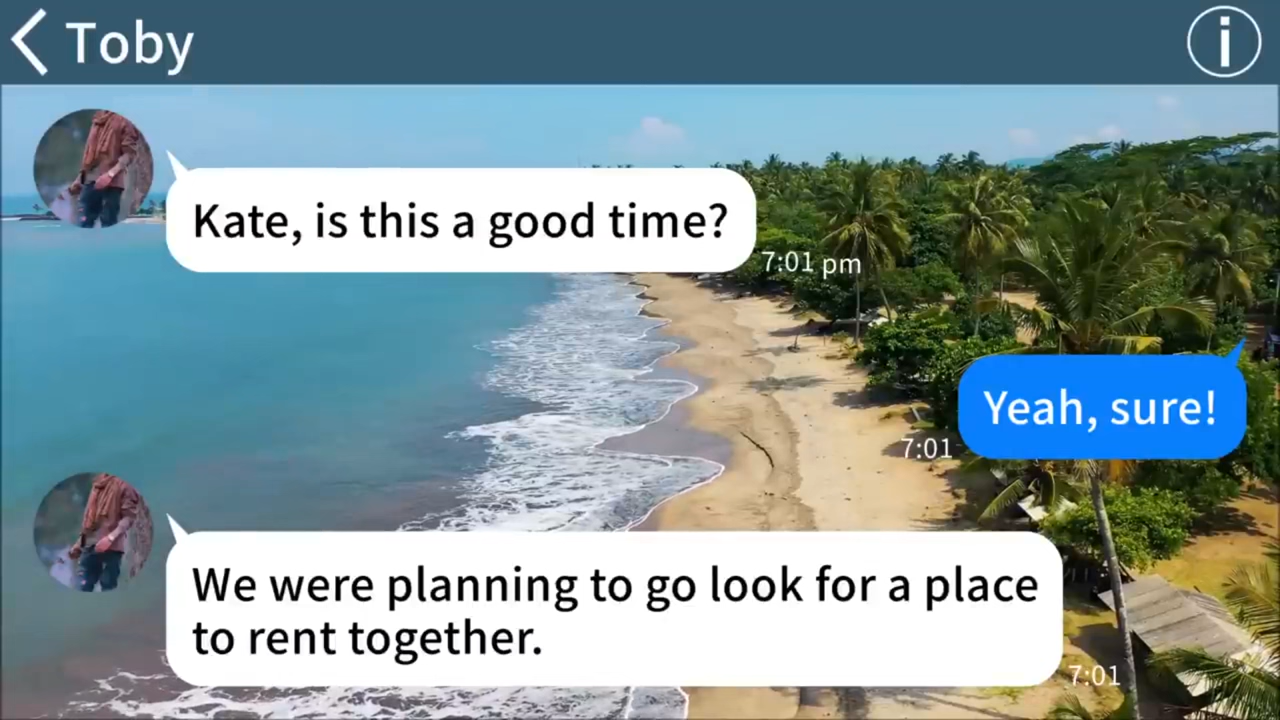 Toby
Kate, is this a good time?
7:01 pm
Yeah, sure!
7:01
We were planning to go look for a place
to rent together.
7:01